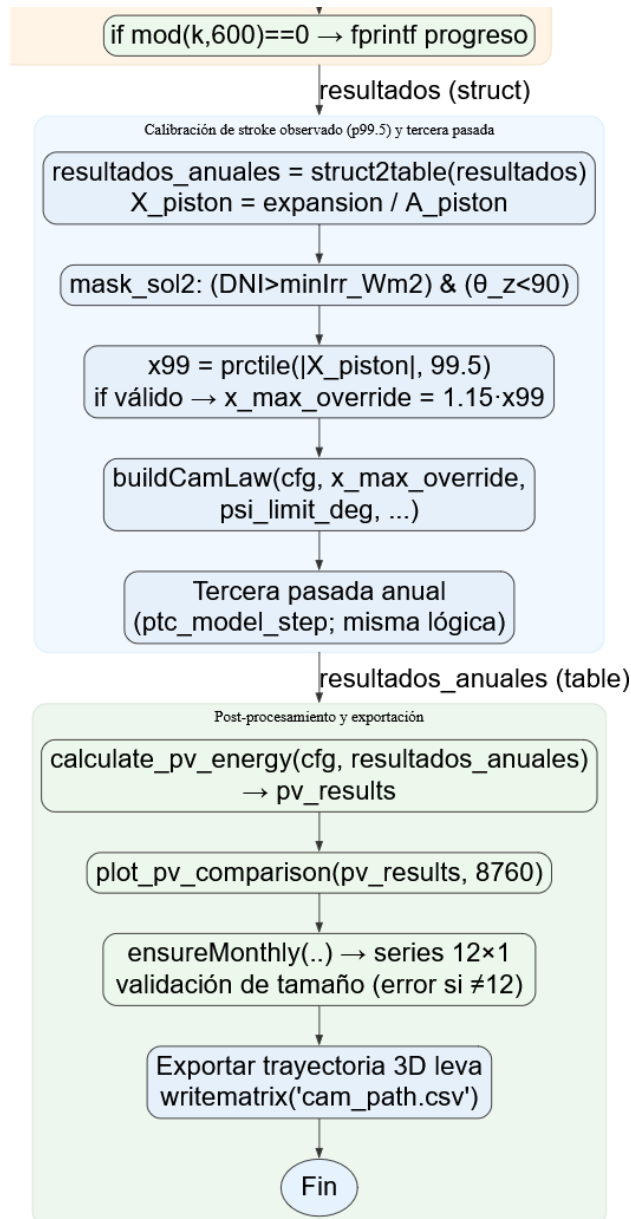 if mod(k,600)==0 → fprintf progreso
resultados (struct)
Calibración de stroke observado (p99.5) y tercera pasada
resultados_anuales = struct2table(resultados)
X_piston = expansion / A_piston
mask_sol2: (DNI>minIrr_Wm2) & (θ_z<90)
x99 = prctile(|X_piston|, 99.5)
if válido → x_max_override = 1.15·x99
buildCamLaw(cfg, x_max_override,
psi_limit_deg, ...)
Tercera pasada anual
(ptc_model_step; misma lógica)
resultados_anuales (table)
Post-procesamiento y exportación
calculate_pv_energy(cfg, resultados_anuales)
→ pv_results
plot_pv_comparison(pv_results, 8760)
ensureMonthly(..) → series 12×1
validación de tamaño (error si ≠12)
Exportar trayectoria 3D leva
writematrix('cam_path.csv')
Fin